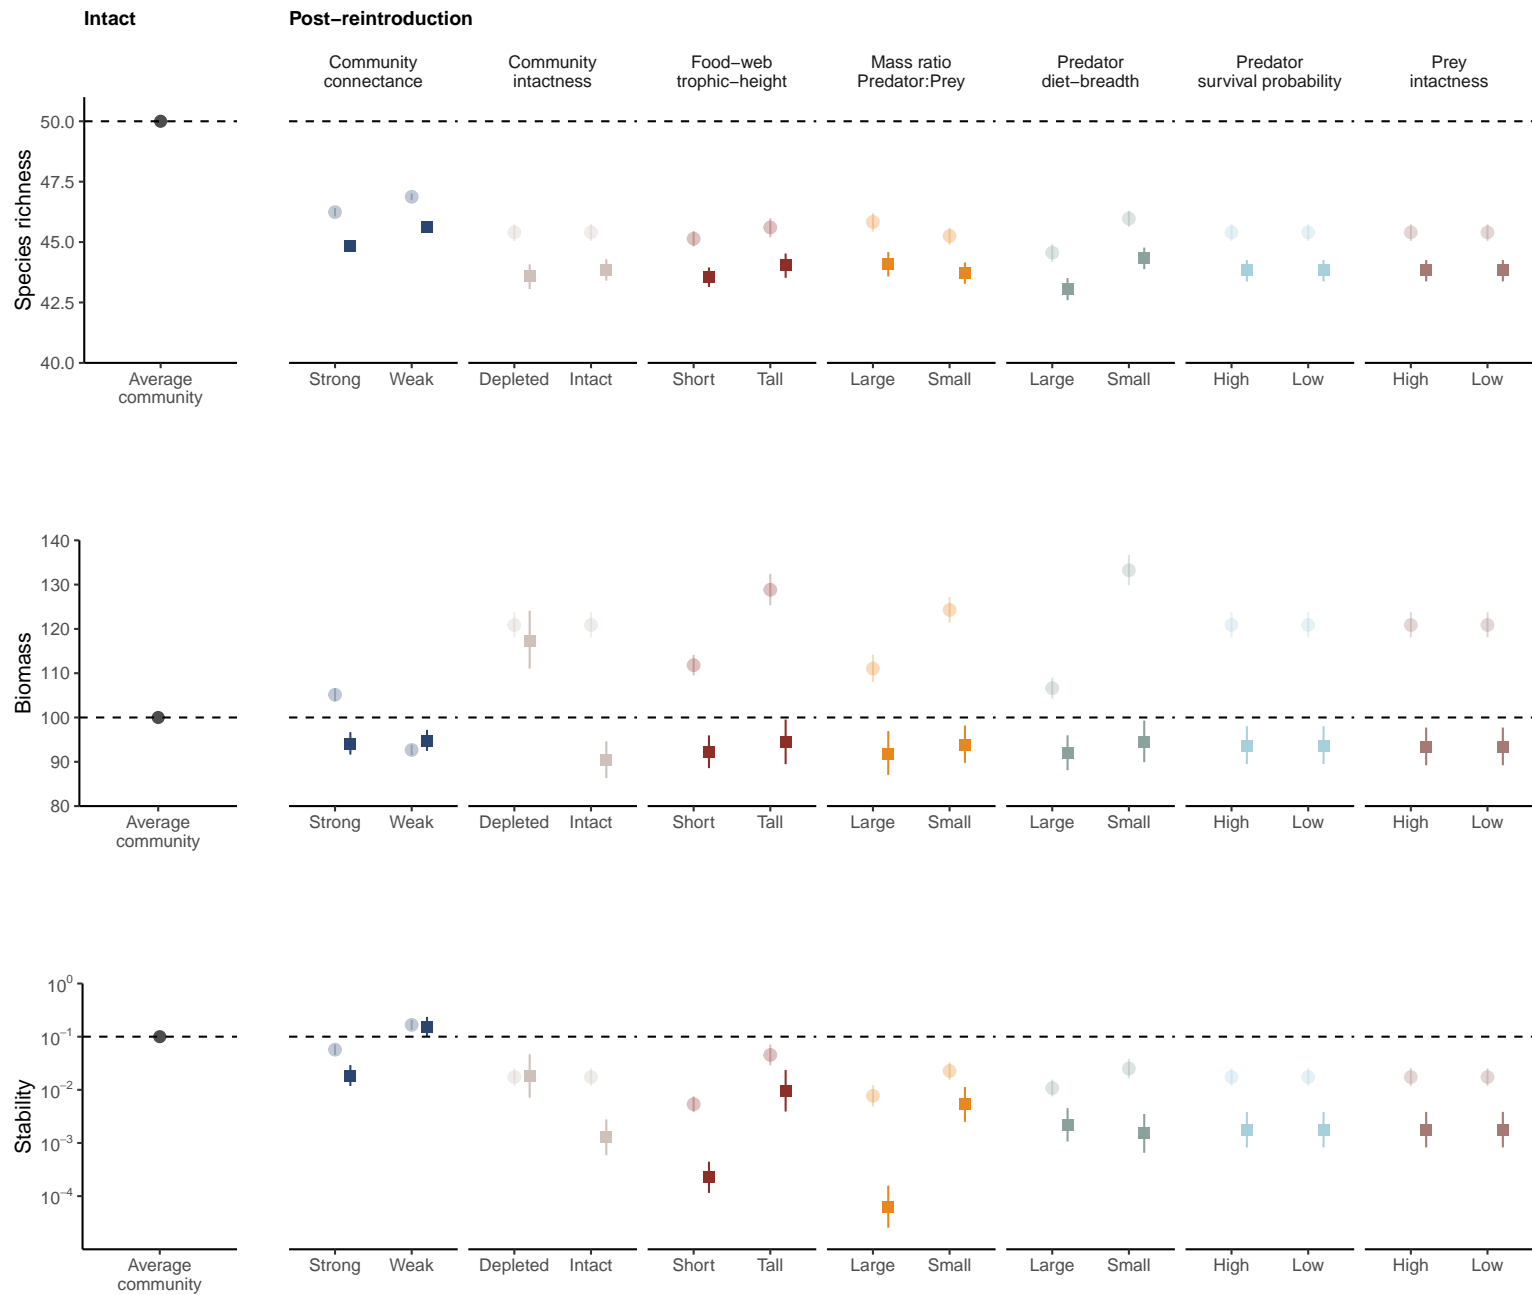 Intact
Post−reintroduction
Community
connectance
Community
intactness
Food−web
trophic−height
Mass ratio
Predator:Prey
Predator
diet−breadth
Predator
survival probability
Prey
intactness
Species richness
50.0
47.5
45.0
42.5
40.0
Average
community
Strong Weak Depleted Intact Short Tall Large Small Large Small High Low High Low
Biomass
140
130
120
110
100
90
80
Average
community
Strong Weak Depleted Intact Short Tall Large Small Large Small High Low High Low
Stability
10⁰
10⁻¹
10⁻²
10⁻³
10⁻⁴
Average
community
Strong Weak Depleted Intact Short Tall Large Small Large Small High Low High Low